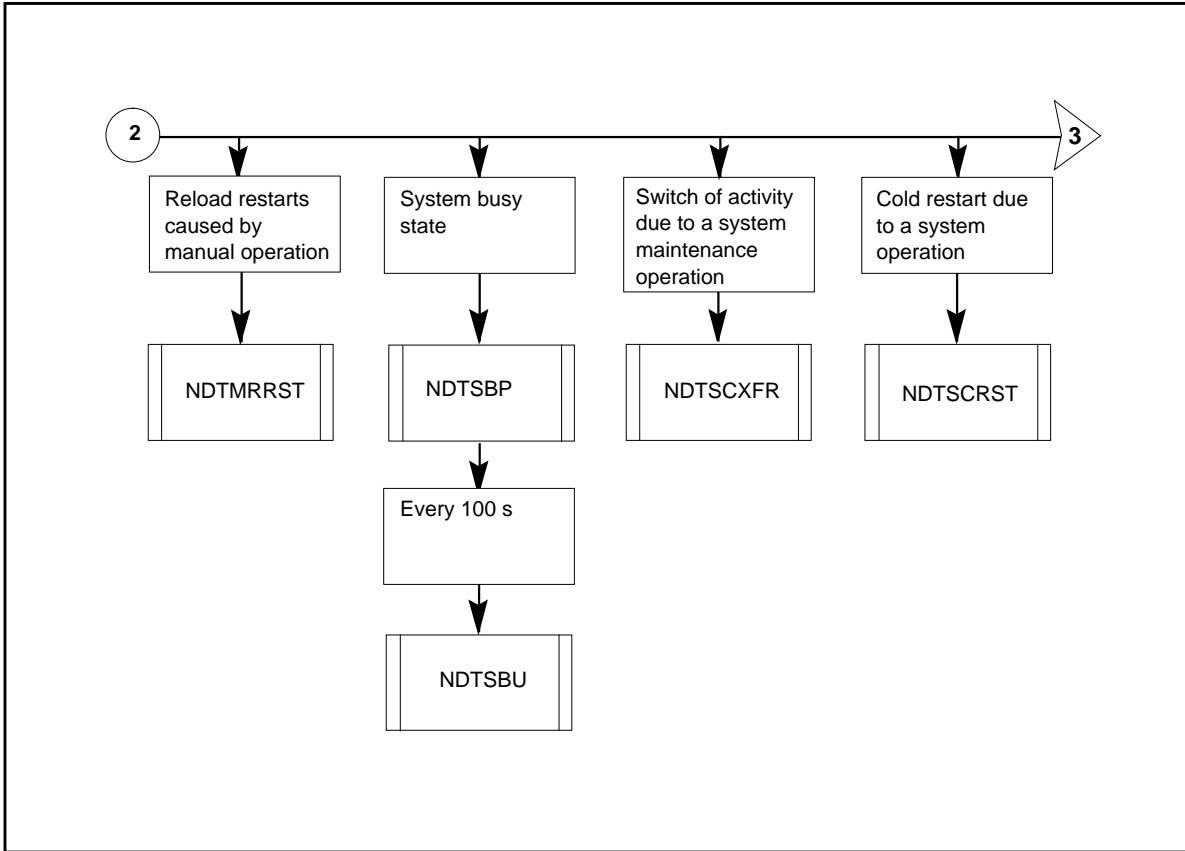 2
3
Reload restarts
caused by
manual operation
System busy
state
Switch of activity
due to a system
maintenance
operation
Cold restart due
to a system
operation
NDTMRRST
NDTSBP
NDTSCXFR
NDTSCRST
Every 100 s
NDTSBU